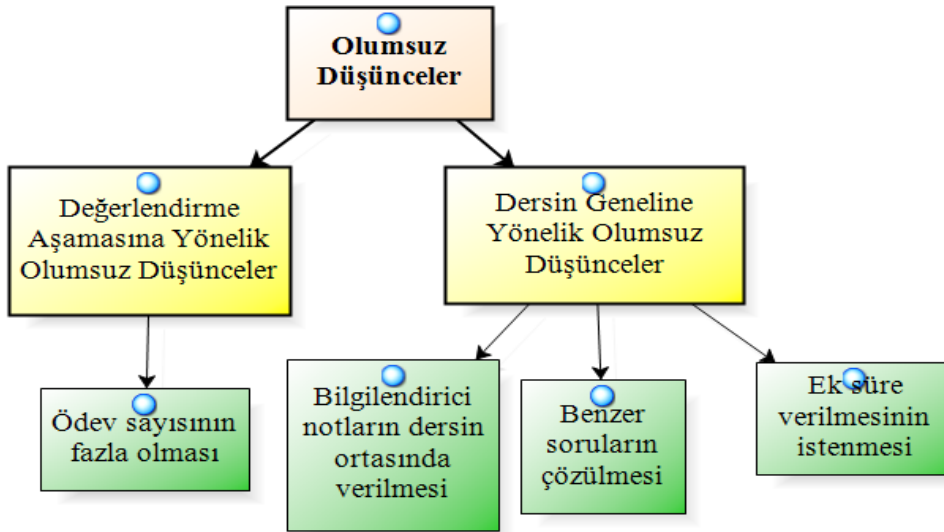 Olumsuz
Düşünceler
Değerlendirme
Aşamasına Yönelik
Olumsuz Düşünceler
Dersin Geneline
Yönelik Olumsuz
Düşünceler
Ödev sayısının
fazla olması
Bilgilendirici
notların dersin
ortasında
verilmesi
Benzer
soruların
çözülmesi
Ek süre
verilmesinin
istenmesi